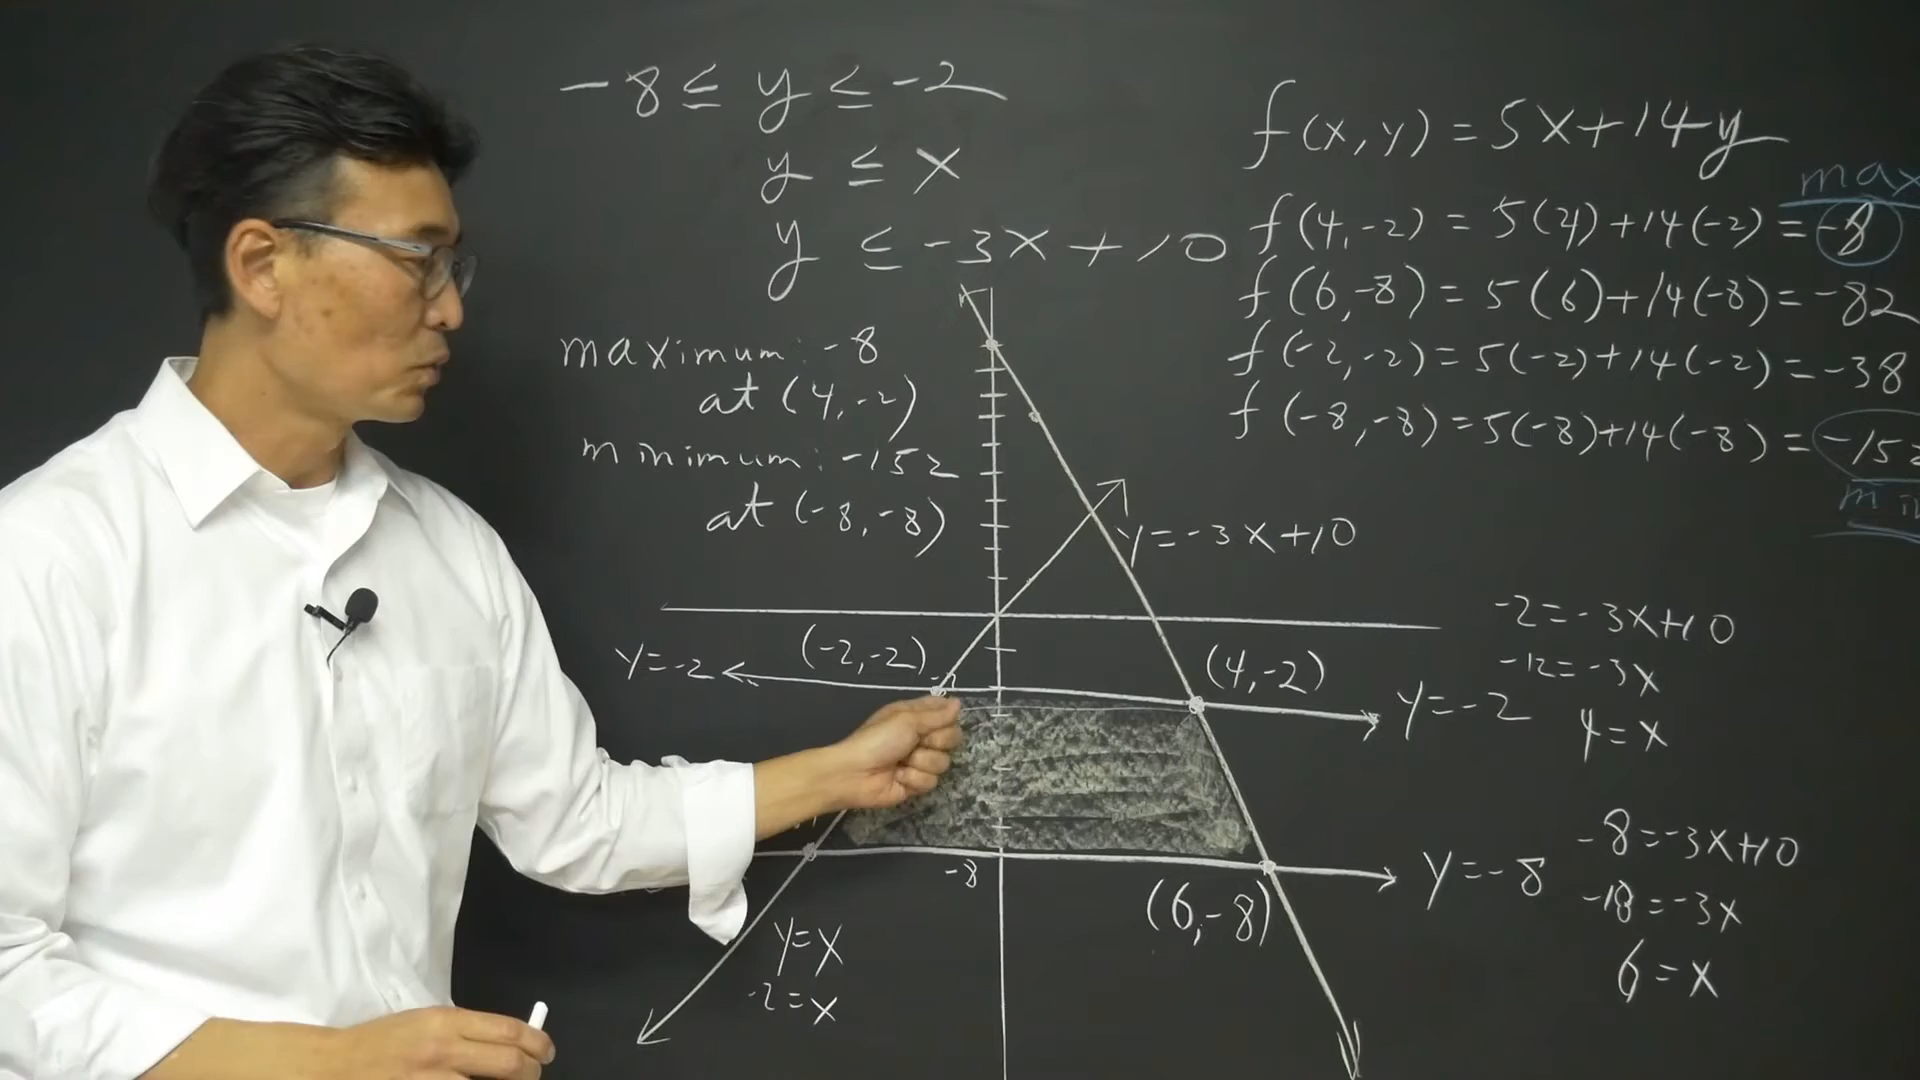 -8 ≤ y ≤ -2
y ≤ x
y ≤ -3x + 10
maximum: -8
at (4,-2)
minimum: -152
at (-8,-8)
f(x,y) = 5x+14y
max
f(4,-2) = 5(4)+14(-2) = -8
f(6,-8) = 5(6)+14(-8) = -82
f(-2,-2) = 5(-2)+14(-2) = -38
f(-8,-8) = 5(-8)+14(-8) = -152
y=-3x+10
y=-2
(-2,-2)
-2
(4,-2)
y=-2
-2=-3x+10
-12=-3x
4=x
-8
y=-8
(6,-8)
-8=-3x+10
-18=-3x
6=x
y=x
-2=x